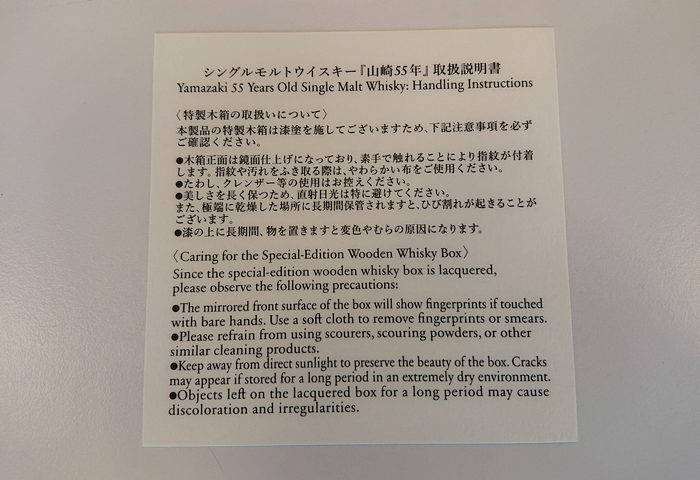 シングルモルトウイスキー『山崎55年』取扱説明書
Yamazaki 55 Years Old Single Malt Whisky: Handling Instructions
〈特製木箱の取扱いについて〉
本製品の特製木箱は漆塗を施してございますため、下記注意事項を必ず
ご確認ください。
●木箱正面は鏡面仕上げになっており、素手で触れることにより指紋が付着
します。指紋や汚れをふき取る際は、やわらかい布をご使用ください。
●たわし、クレンザー等の使用はお控えください。
●美しさを長く保つため、直射日光は特に避けてください。
また、極端に乾燥した場所に長期間保管されますと、ひび割れが起きることが
ございます。
●漆の上に長期間、物を置きますと変色やむらの原因になります。
〈Caring for the Special-Edition Wooden Whisky Box〉
Since the special-edition wooden whisky box is lacquered,
please observe the following precautions:
●The mirrored front surface of the box will show fingerprints if touched
with bare hands. Use a soft cloth to remove fingerprints or smears.
●Please refrain from using scourers, scouring powders, or other
similar cleaning products.
●Keep away from direct sunlight to preserve the beauty of the box. Cracks
may appear if stored for a long period in an extremely dry environment.
●Objects left on the lacquered box for a long period may cause
discoloration and irregularities.